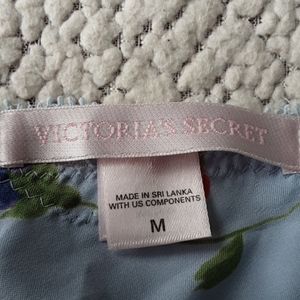 VICTORIA'S SECRET
MADE IN SRI LANKA
WITH US COMPONENTS
M